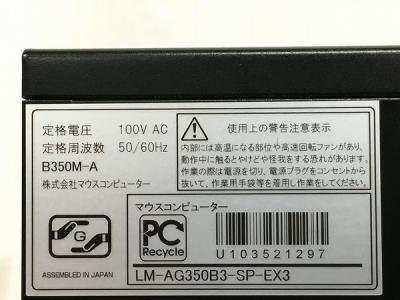 定格電圧 100V AC
定格周波数 50/60Hz
B350M-A
株式会社マウスコンピューター
使用上の警告注意表示
内部には高温になる部位や高速回転ファンがあり、
動作中に触るとやけどや怪我をする恐れがあります。
作業の際は電源を切り、電源プラグをコンセントから
抜いて、作業用手袋等を着用し作業してください。
G
ASSEMBLED IN JAPAN
マウスコンピューター
PC
Recycle
U103521297
LM-AG350B3-SP-EX3